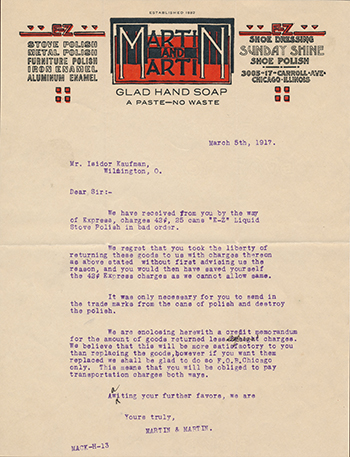 ESTABLISHED 1892
E-Z
STOVE POLISH
METAL POLISH
FURNITURE POLISH
IRON ENAMEL
ALUMINUM ENAMEL
MARTIN
AND
MARTIN
GLAD HAND SOAP
A PASTE—NO WASTE
E-Z
SHOE DRESSING
SUNDAY SHINE
SHOE POLISH
3005-17-CARROLL-AVE-
CHICAGO-ILLINOIS
March 5th, 1917.
Mr. Isidor Kaufman,
Wilmington, O.
Dear Sir:-
We have received from you by the way
of Express, charges 42¢, 25 cans "E-Z" Liquid
Stove Polish in bad order.
We regret that you took the liberty of
returning these goods to us with charges thereon
as above stated without first advising us the
reason, and you would then have saved yourself
the 42¢ Express charges as we cannot allow same.
It was only necessary for you to send in
the trade marks from the cans of polish and destroy
the polish.
We are enclosing herewith a credit memorandum
for the amount of goods returned less charges.
We believe that this will be more satisfactory to you
than replacing the goods,however if you want them
replaced we shall be glad to do so F.O.B.Chicago
only. This means that you will be obliged to pay
transportation charges both ways.
Awaiting your further favore, we are
Yours truly,
MARTIN & MARTIN.
MACK-H-13